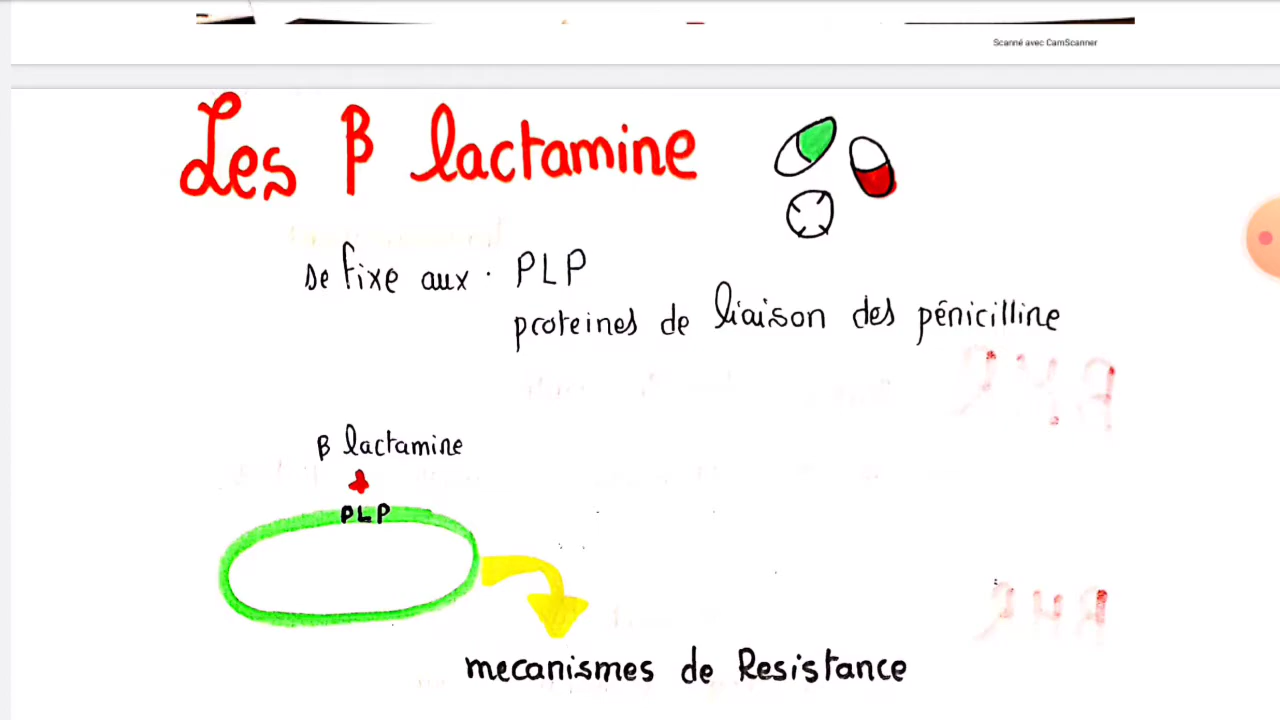 Scanné avec CamScanner
Les β lactamine
se fixe aux . PLP
proteines de liaison des pénicilline
β lactamine
PLP
mecanismes de Resistance